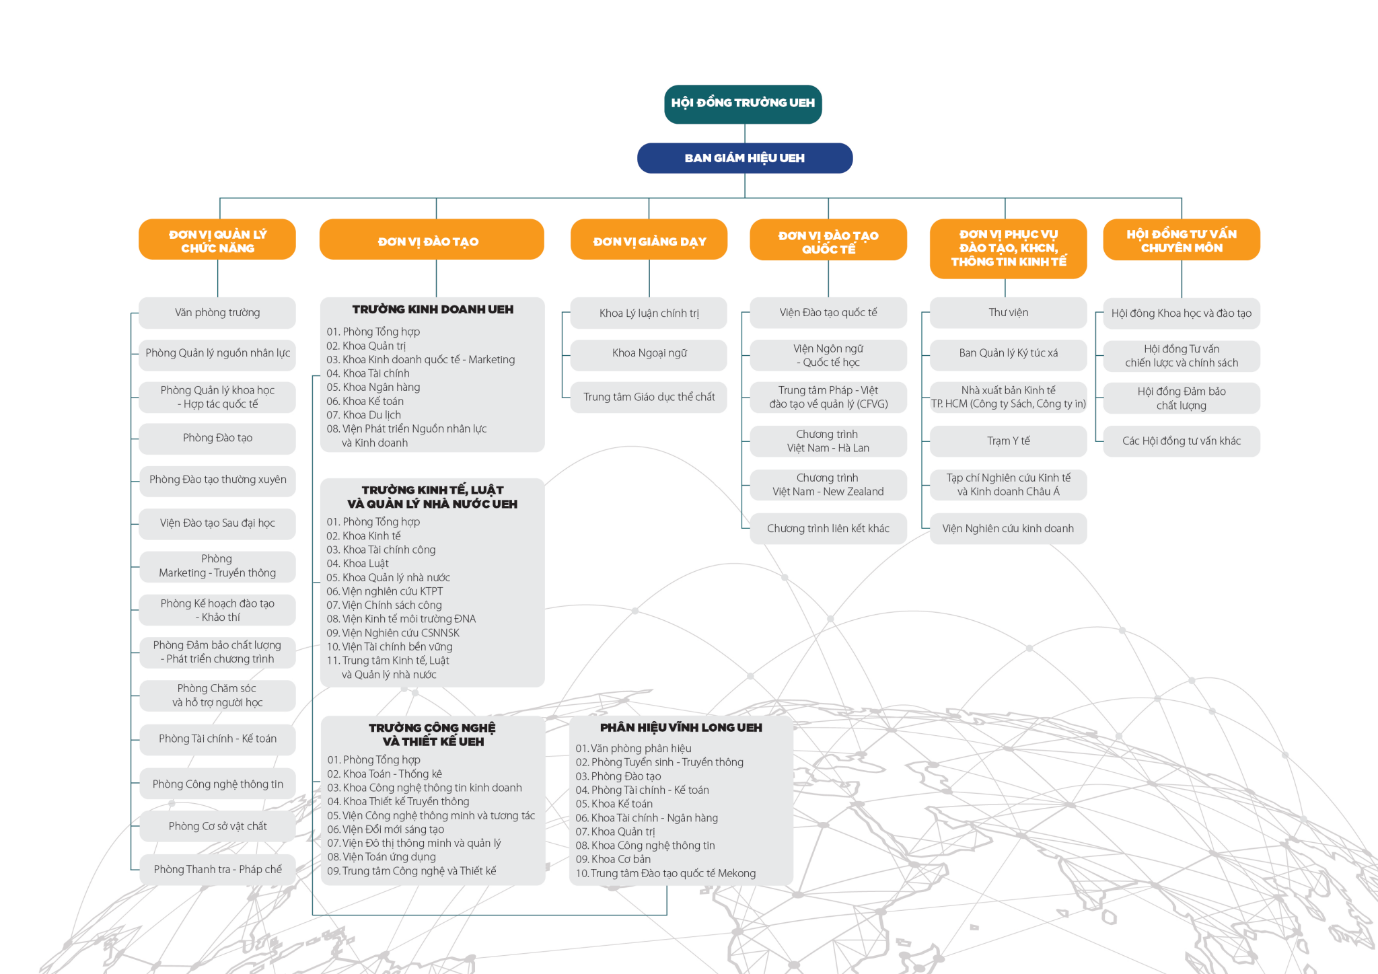 HỘI ĐỒNG TRƯỜNG UEH
BAN GIÁM HIỆU UEH
ĐƠN VỊ QUẢN LÝ
CHỨC NĂNG
Văn phòng trường
Phòng Quản lý nguồn nhân lực
Phòng Quản lý khoa học
- Hợp tác quốc tế
Phòng Đào tạo
Phòng Đào tạo thường xuyên
Viện Đào tạo Sau đại học
Phòng
Marketing - Truyền thông
Phòng Kế hoạch đào tạo
- Khảo thí
Phòng Đảm bảo chất lượng
- Phát triển chương trình
Phòng Chăm sóc
và hỗ trợ người học
Phòng Tài chính - Kế toán
Phòng Công nghệ thông tin
Phòng Cơ sở vật chất
Phòng Thanh tra - Pháp chế
ĐƠN VỊ ĐÀO TẠO
TRƯỜNG KINH DOANH UEH
01. Phòng Tổng hợp
02. Khoa Quản trị
03. Khoa Kinh doanh quốc tế - Marketing
04. Khoa Tài chính
05. Khoa Ngân hàng
06. Khoa Kế toán
07. Khoa Du lịch
08. Viện Phát triển Nguồn nhân lực
và Kinh doanh
TRƯỜNG KINH TẾ, LUẬT
VÀ QUẢN LÝ NHÀ NƯỚC UEH
01. Phòng Tổng hợp
02. Khoa Kinh tế
03. Khoa Tài chính công
04. Khoa Luật
05. Khoa Quản lý nhà nước
06. Viện nghiên cứu KTPT
07. Viện Chính sách công
08. Viện Kinh tế môi trường ĐNA
09. Viện Nghiên cứu CSNNSK
10. Viện Tài chính bền vững
11. Trung tâm Kinh tế, Luật
và Quản lý nhà nước
TRƯỜNG CÔNG NGHỆ
VÀ THIẾT KẾ UEH
01. Phòng Tổng hợp
02. Khoa Toán - Thống kê
03. Khoa Công nghệ thông tin kinh doanh
04. Khoa Thiết kế Truyền thông
05. Viện Công nghệ thông minh và tương tác
06. Viện Đổi mới sáng tạo
07. Viện Đô thị thông minh và quản lý
08. Viện Toán ứng dụng
09. Trung tâm Công nghệ và Thiết kế
PHÂN HIỆU VĨNH LONG UEH
01. Văn phòng phân hiệu
02. Phòng Tuyển sinh - Truyền thông
03. Phòng Đào tạo
04. Phòng Tài chính - Kế toán
05. Khoa Kế toán
06. Khoa Tài chính - Ngân hàng
07. Khoa Quản trị
08. Khoa Công nghệ thông tin
09. Khoa Cơ bản
10. Trung tâm Đào tạo quốc tế Mekong
ĐƠN VỊ GIẢNG DẠY
Khoa Lý luận chính trị
Khoa Ngoại ngữ
Trung tâm Giáo dục thể chất
ĐƠN VỊ ĐÀO TẠO
QUỐC TẾ
Viện Đào tạo quốc tế
Viện Ngôn ngữ
- Quốc tế học
Trung tâm Pháp - Việt
đào tạo về quản lý (CFVG)
Chương trình
Việt Nam - Hà Lan
Chương trình
Việt Nam - New Zealand
Chương trình liên kết khác
ĐƠN VỊ PHỤC VỤ
ĐÀO TẠO, KHCN,
THÔNG TIN KINH TẾ
Thư viện
Ban Quản lý Ký túc xá
Nhà xuất bản Kinh tế
TP. HCM (Công ty Sách, Công ty in)
Trạm Y tế
Tạp chí Nghiên cứu Kinh tế
và Kinh doanh Châu Á
Viện Nghiên cứu kinh doanh
HỘI ĐỒNG TƯ VẤN
CHUYÊN MÔN
Hội đồng Khoa học và đào tạo
Hội đồng Tư vấn
chiến lược và chính sách
Hội đồng Đảm bảo
chất lượng
Các Hội đồng tư vấn khác